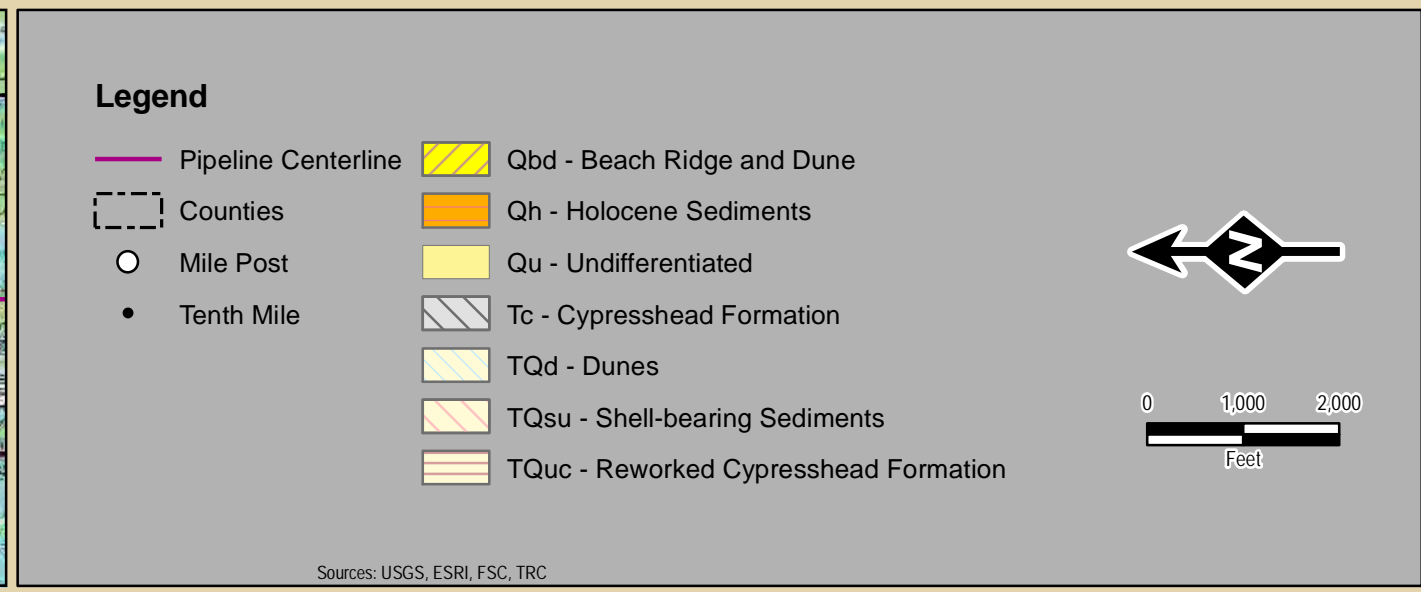 Legend
Pipeline Centerline
Counties
Mile Post
Tenth Mile
Qbd - Beach Ridge and Dune
Qh - Holocene Sediments
Qu - Undifferentiated
Tc - Cypresshead Formation
TQd - Dunes
TQsu - Shell-bearing Sediments
TQuc - Reworked Cypresshead Formation
N
0 1,000 2,000
Feet
Sources: USGS, ESRI, FSC, TRC